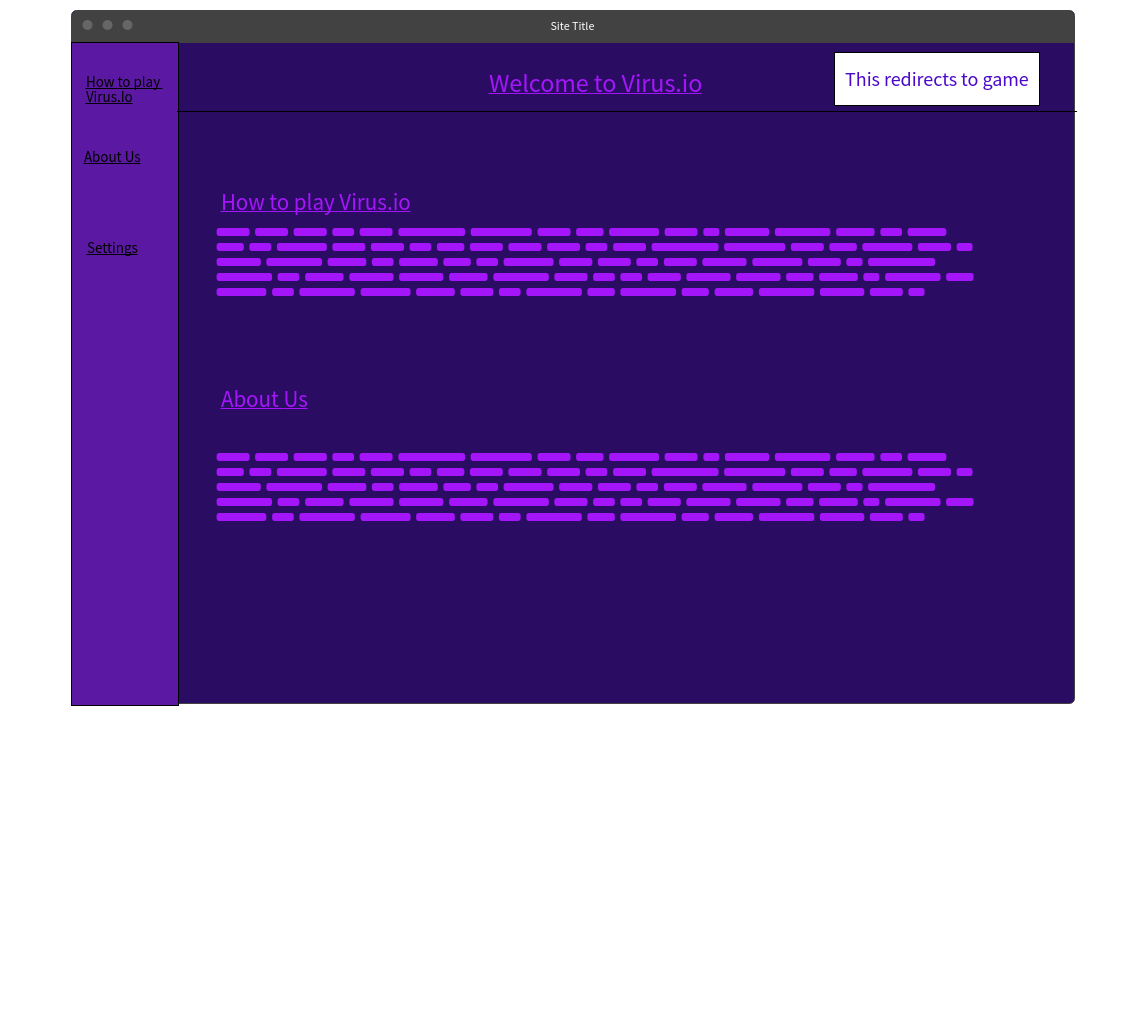 Site Title
Welcome to Virus.io
This redirects to game
How to play
Virus.Io
About Us
Settings
How to play Virus.io
About Us